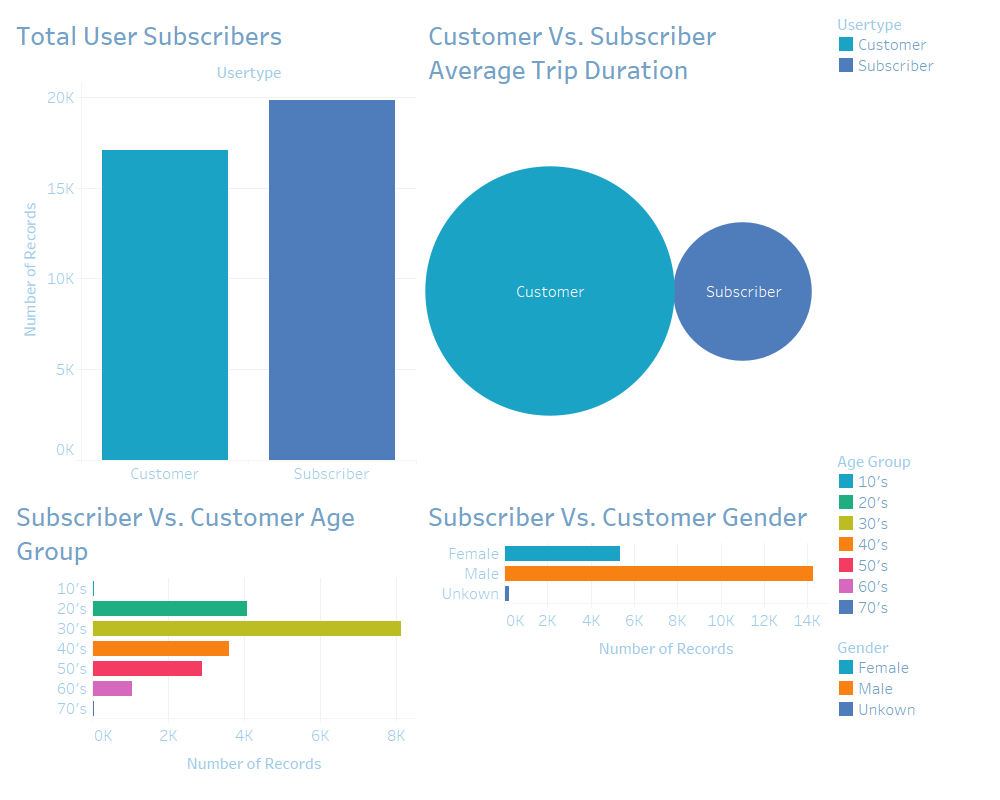 Total User Subscribers
Usertype
20K
15K
10K
5K
0K
Number of Records
Customer
Subscriber
Customer Vs. Subscriber
Average Trip Duration
Customer
Subscriber
Usertype
Customer
Subscriber
Subscriber Vs. Customer Age
Group
10's
20's
30's
40's
50's
60's
70's
0K 2K 4K 6K 8K
Number of Records
Subscriber Vs. Customer Gender
Female
Male
Unkown
0K 2K 4K 6K 8K 10K 12K 14K
Number of Records
Age Group
10's
20's
30's
40's
50's
60's
70's
Gender
Female
Male
Unkown